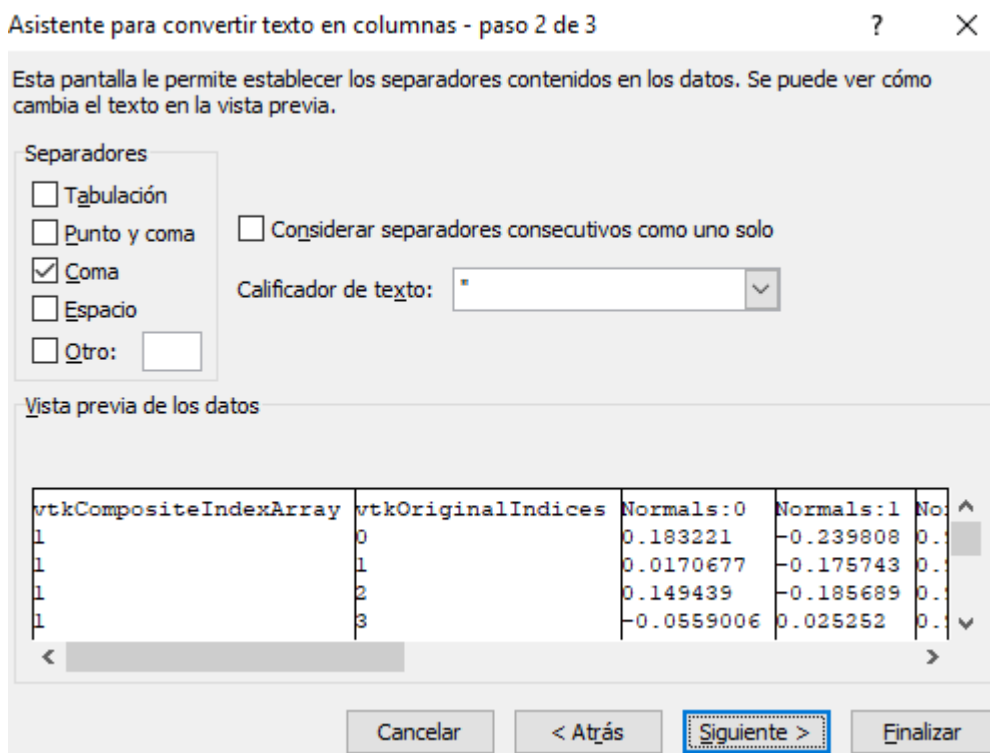 Asistente para convertir texto en columnas - paso 2 de 3 ?
Esta pantalla le permite establecer los separadores contenidos en los datos. Se puede ver cómo
cambia el texto en la vista previa.
Separadores
Tabulación
Punto y coma
Coma
Espacio
Otro:
Considerar separadores consecutivos como uno solo
Calificador de texto: "
Vista previa de los datos
vtkCompositeIndexArray vtkOriginalIndices Normals:0 Normals:1
1 0 0.183221 -0.239808
1 1 0.0170677 -0.175743
1 2 0.149439 -0.185689
1 3 -0.0559006 0.025252
Cancelar < Atrás Siguiente > Finalizar